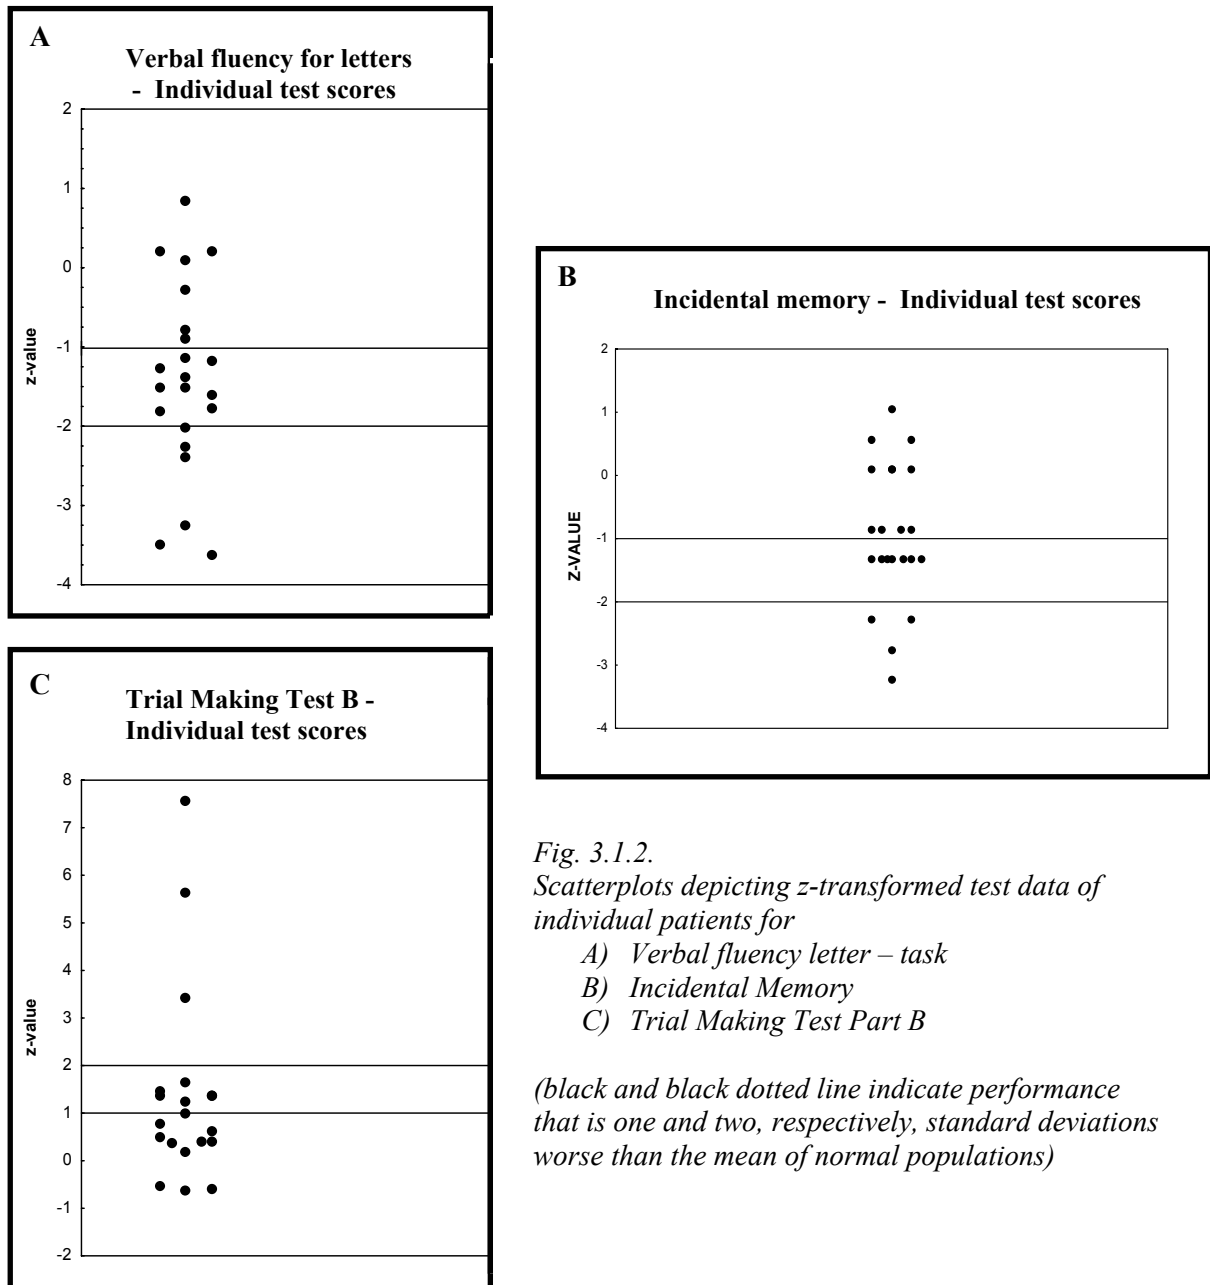 A
Verbal fluency for letters
- Individual test scores
2
1
0
-1
-2
-3
-4
z-value
B
Incidental memory - Individual test scores
2
1
0
-1
-2
-3
-4
Z-VALUE
C
Trial Making Test B -
Individual test scores
8
7
6
5
4
3
2
1
0
-1
-2
z-value
Fig. 3.1.2.
Scatterplots depicting z-transformed test data of
individual patients for
A) Verbal fluency letter – task
B) Incidental Memory
C) Trial Making Test Part B
(black and black dotted line indicate performance
that is one and two, respectively, standard deviations
worse than the mean of normal populations)